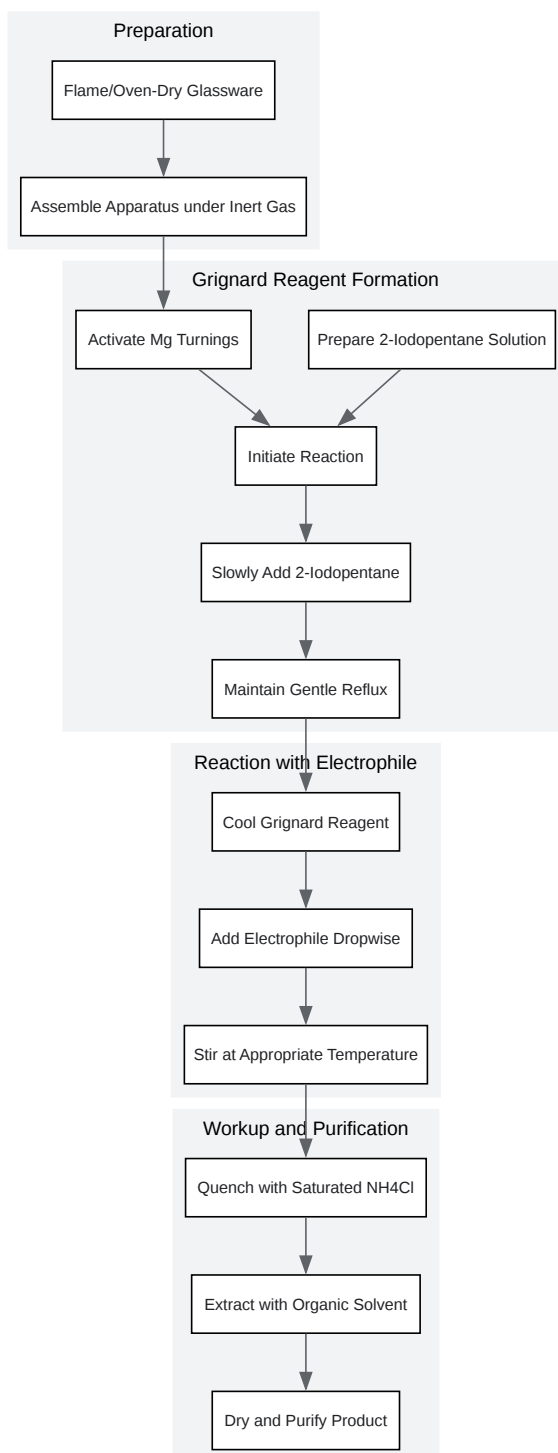 Preparation
Flame/Oven-Dry Glassware
Assemble Apparatus under Inert Gas
Grignard Reagent Formation
Activate Mg Turnings
Prepare 2-Iodopentane Solution
Initiate Reaction
Slowly Add 2-Iodopentane
Maintain Gentle Reflux
Reaction with Electrophile
Cool Grignard Reagent
Add Electrophile Dropwise
Stir at Appropriate Temperature
Workup and Purification
Quench with Saturated NH4Cl
Extract with Organic Solvent
Dry and Purify Product